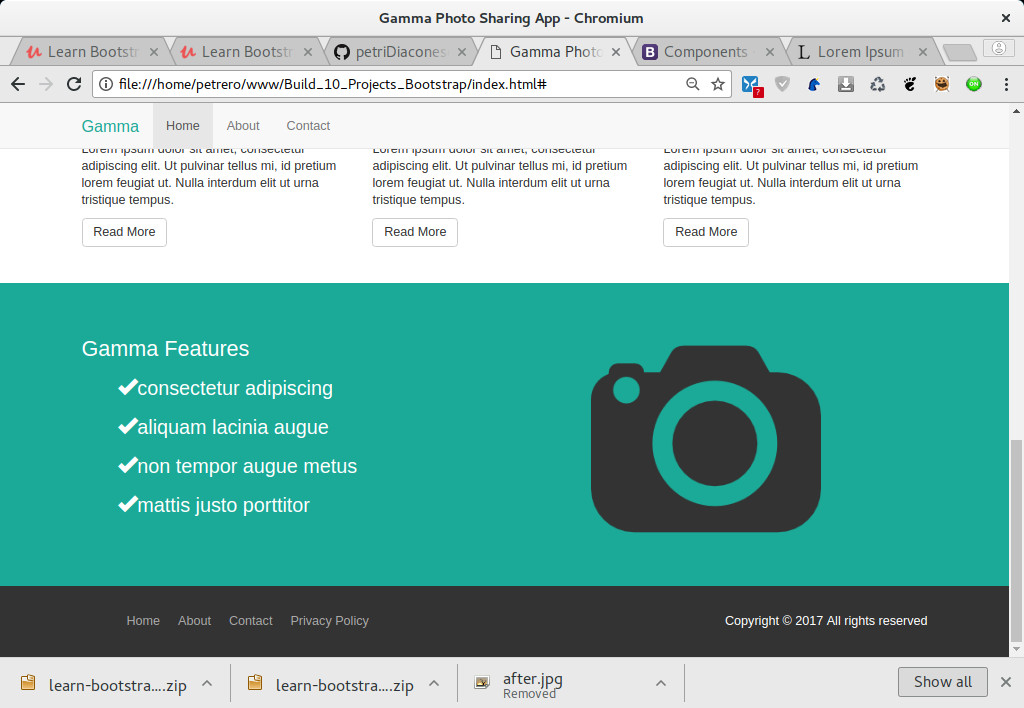 Gamma Photo Sharing App - Chromium
Learn Bootst
Learn Bootst
petriDiacones
Gamma Photo
Components
Lorem Ipsum
file:///home/petrero/www/Build_10_Projects_Bootstrap/index.html#
Gamma
Home
About
Contact
Lorem ipsum dolor sit amet, consectetur
adipiscing elit. Ut pulvinar tellus mi, id pretium
lorem feugiat ut. Nulla interdum elit ut urna
tristique tempus.
Read More
Lorem ipsum dolor sit amet, consectetur
adipiscing elit. Ut pulvinar tellus mi, id pretium
lorem feugiat ut. Nulla interdum elit ut urna
tristique tempus.
Read More
Lorem ipsum dolor sit amet, consectetur
adipiscing elit. Ut pulvinar tellus mi, id pretium
lorem feugiat ut. Nulla interdum elit ut urna
tristique tempus.
Read More
Gamma Features
consectetur adipiscing
aliquam lacinia augue
non tempor augue metus
mattis justo porttitor
Home
About
Contact
Privacy Policy
Copyright © 2017 All rights reserved
learn-bootstra....zip
learn-bootstra....zip
after.jpg
Removed
Show all